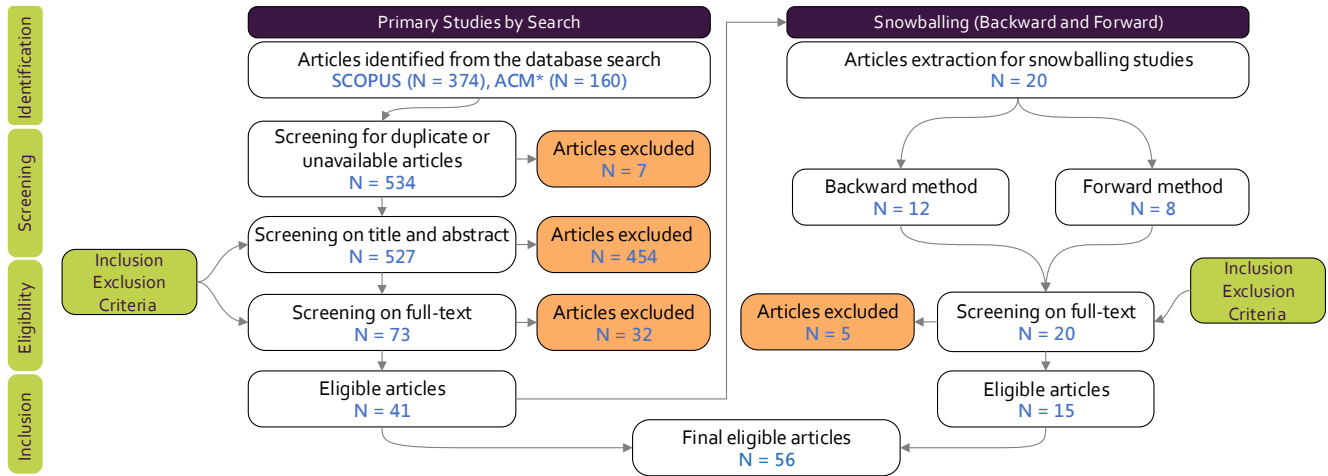 Identification
Screening
Eligibility
Inclusion
Primary Studies by Search
Articles identified from the database search
SCOPUS (N = 374), ACM* (N = 160)
Screening for duplicate or
unavailable articles
N = 534
Articles excluded
N = 7
Screening on title and abstract
N = 527
Articles excluded
N = 454
Inclusion
Exclusion
Criteria
Screening on full-text
N = 73
Articles excluded
N = 32
Eligible articles
N = 41
Snowballing (Backward and Forward)
Articles extraction for snowballing studies
N = 20
Backward method
N = 12
Forward method
N = 8
Inclusion
Exclusion
Criteria
Articles excluded
N = 5
Screening on full-text
N = 20
Eligible articles
N = 15
Final eligible articles
N = 56